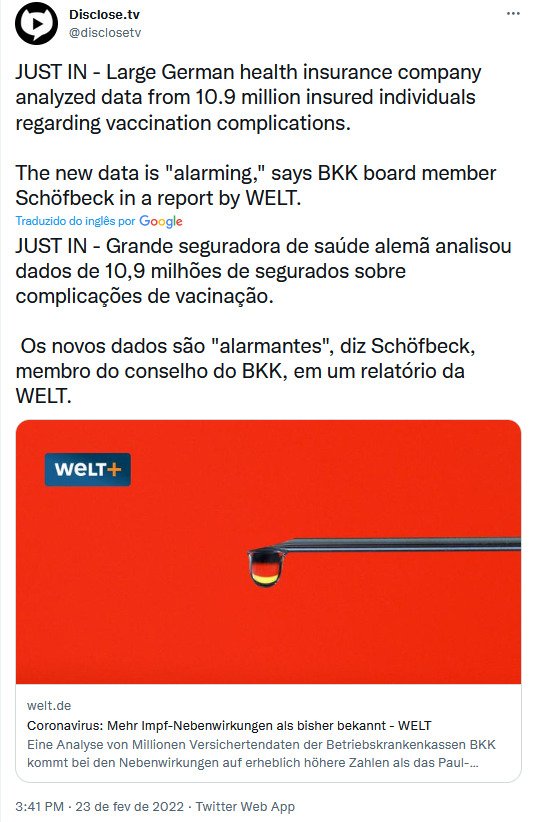 Disclose.tv
@disclosetv
JUST IN - Large German health insurance company
analyzed data from 10.9 million insured individuals
regarding vaccination complications.
The new data is "alarming," says BKK board member
Schöfbeck in a report by WELT.
Traduzido do inglês por Google
JUST IN - Grande seguradora de saúde alemã analisou
dados de 10,9 milhões de segurados sobre
complicações de vacinação.
Os novos dados são "alarmantes", diz Schöfbeck,
membro do conselho do BKK, em um relatório da
WELT.
WELT+
welt.de
Coronavirus: Mehr Impf-Nebenwirkungen als bisher bekannt - WELT
Eine Analyse von Millionen Versichertendaten der Betriebskrankenkassen BKK
kommt bei den Nebenwirkungen auf erheblich höhere Zahlen als das Paul-...
3:41 PM · 23 de fev de 2022 · Twitter Web App